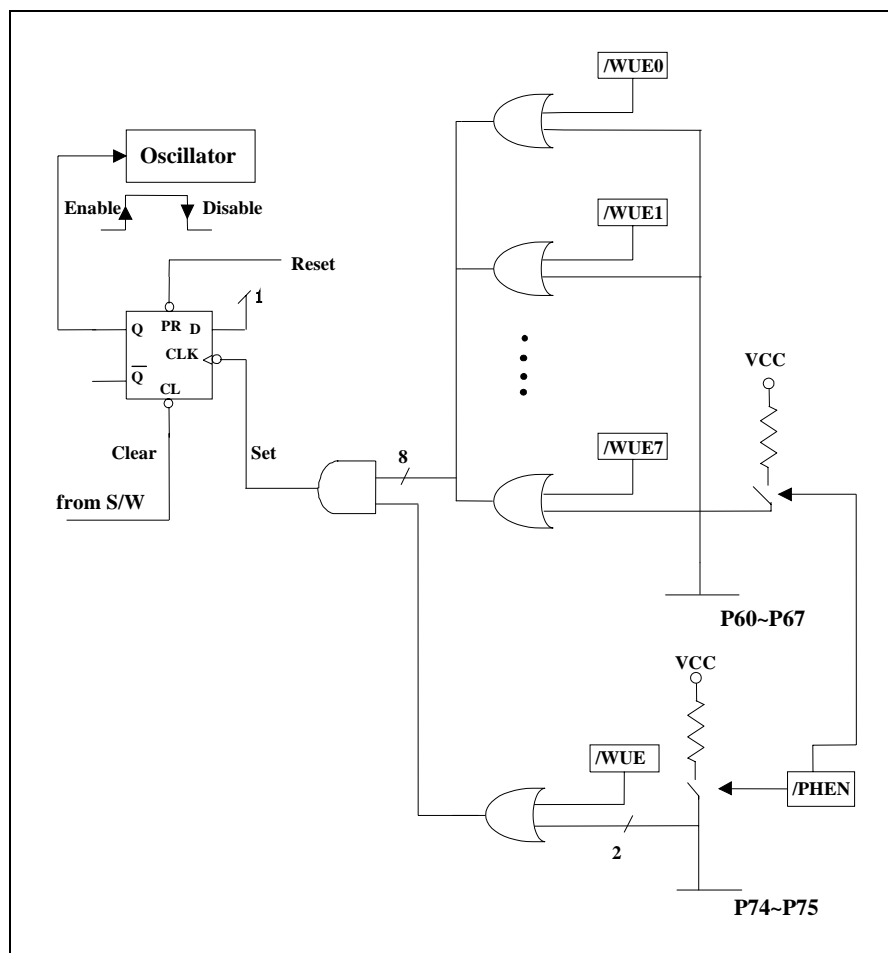 /WUE0
Oscillator
Enable
Disable
/WUE1
Reset
1
Q
PR
D
CLK
Q
CL
VCC
Clear
Set
8
/WUE7
from S/W
P60~P67
VCC
/WUE
/PHEN
2
P74~P75